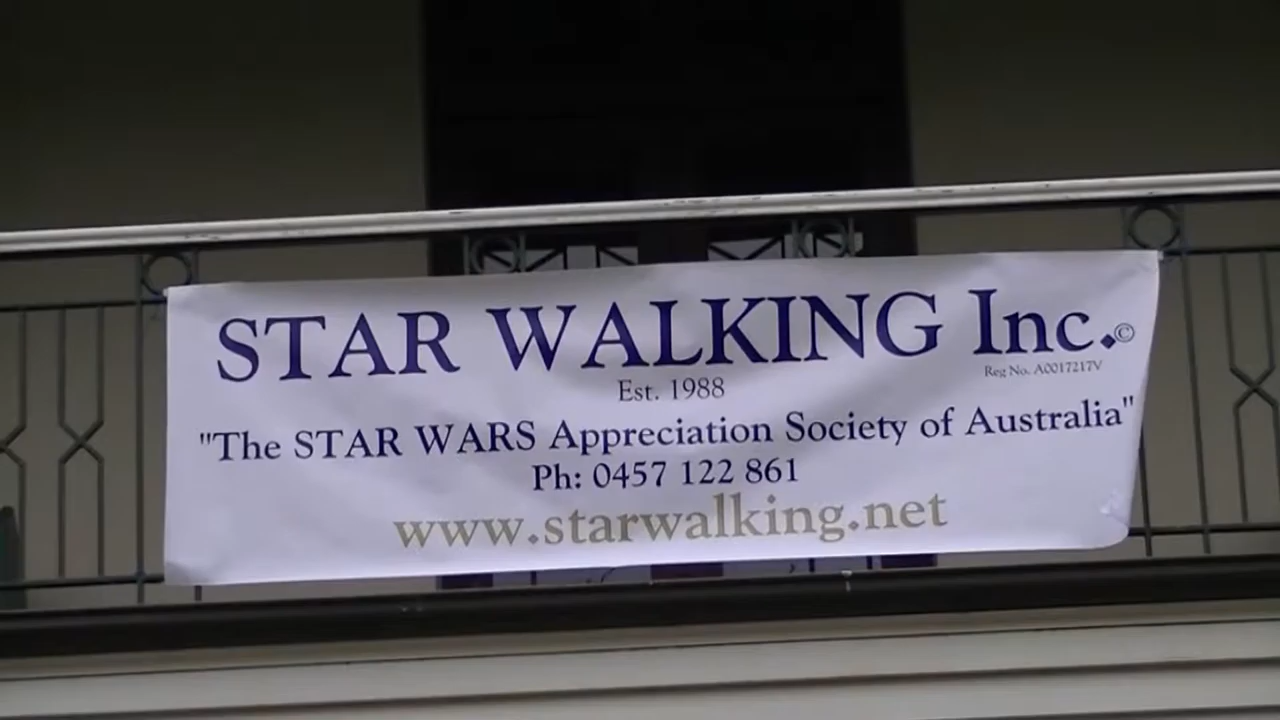 STAR WALKING Inc.©
Reg No. A0017217V
Est. 1988
"The STAR WARS Appreciation Society of Australia"
Ph: 0457 122 861
www.starwalking.net